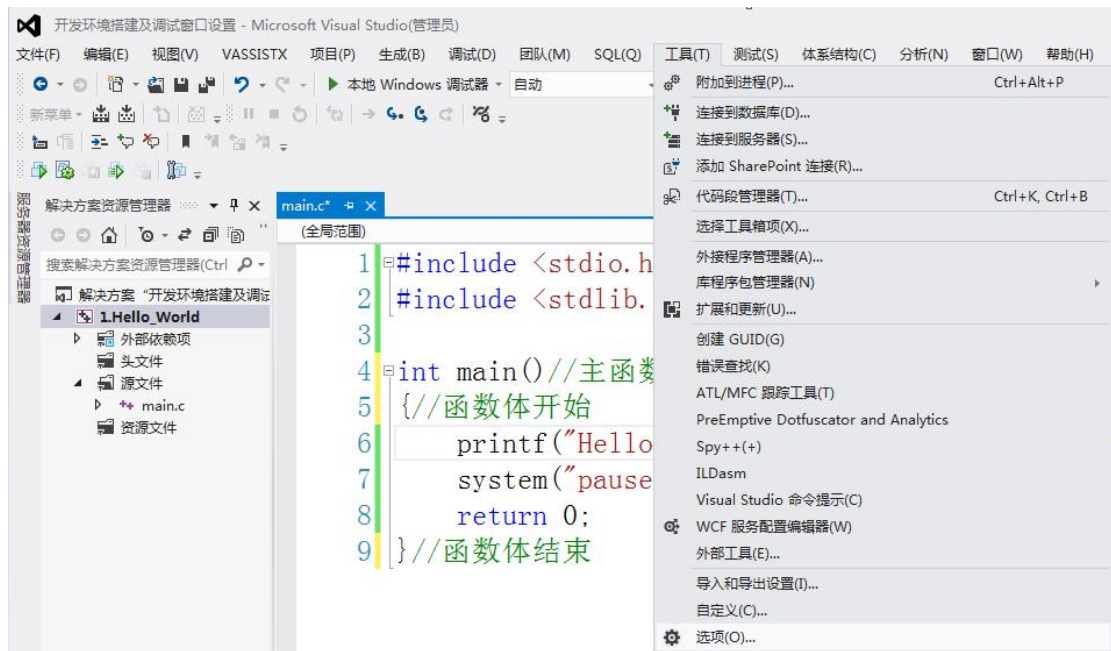 开发环境搭建及调试窗口设置 - Microsoft Visual Studio(管理员)
文件(F) 编辑(E) 视图(V) VASSISTX 项目(P) 生成(B) 调试(D) 团队(M) SQL(Q) 工具(T) 测试(S) 体系结构(C) 分析(N) 窗口(W) 帮助(H)
本地 Windows 调试器 自动
新菜单
服务器资源管理器
解决方案资源管理器
搜索解决方案资源管理器(Ctrl
解决方案“开发环境搭建及调试
1.Hello_World
外部依赖项
头文件
源文件
main.c
资源文件
main.c*
(全局范围)
1 #include <stdio.h
2 #include <stdlib.
3
4 int main()//主函数
5 {//函数体开始
6 printf("Hello
7 system("pause
8 return 0;
9 }//函数体结束
附加到进程(P)... Ctrl+Alt+P
连接到数据库(D)...
连接到服务器(S)...
添加 SharePoint 连接(R)...
代码段管理器(T)... Ctrl+K, Ctrl+B
选择工具箱项(X)...
外接程序管理器(A)...
库程序包管理器(N)
扩展和更新(U)...
创建 GUID(G)
错误查找(K)
ATL/MFC 跟踪工具(T)
PreEmptive Dotfuscator and Analytics
Spy++(+)
ILDasm
Visual Studio 命令提示(C)
WCF 服务配置编辑器(W)
外部工具(E)...
导入和导出设置(I)...
自定义(C)...
选项(O)...